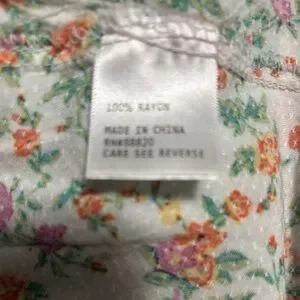 100% RAYON
MADE IN CHINA
RN#88820
CARE SEE REVERSE